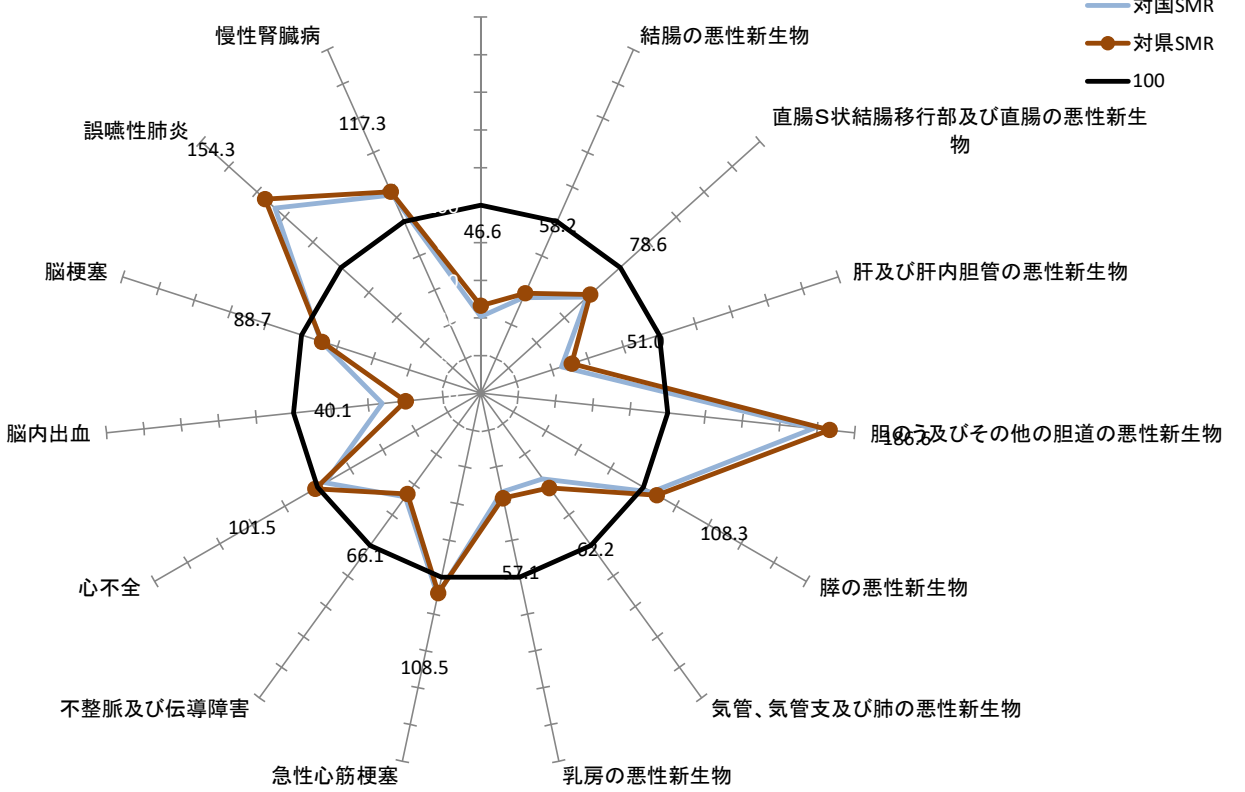 対国SMR
対県SMR
100
慢性腎臓病
結腸の悪性新生物
直腸S状結腸移行部及び直腸の悪性新生
物
誤嚥性肺炎
154.3
117.3
46.6
58.2
78.6
肝及び肝内胆管の悪性新生物
脳梗塞
88.7
51.0
脳内出血
40.1
胆のう及びその他の胆道の悪性新生物
186.6
101.5
66.1
108.5
57.1
62.2
108.3
心不全
膵の悪性新生物
不整脈及び伝導障害
気管、気管支及び肺の悪性新生物
急性心筋梗塞
乳房の悪性新生物